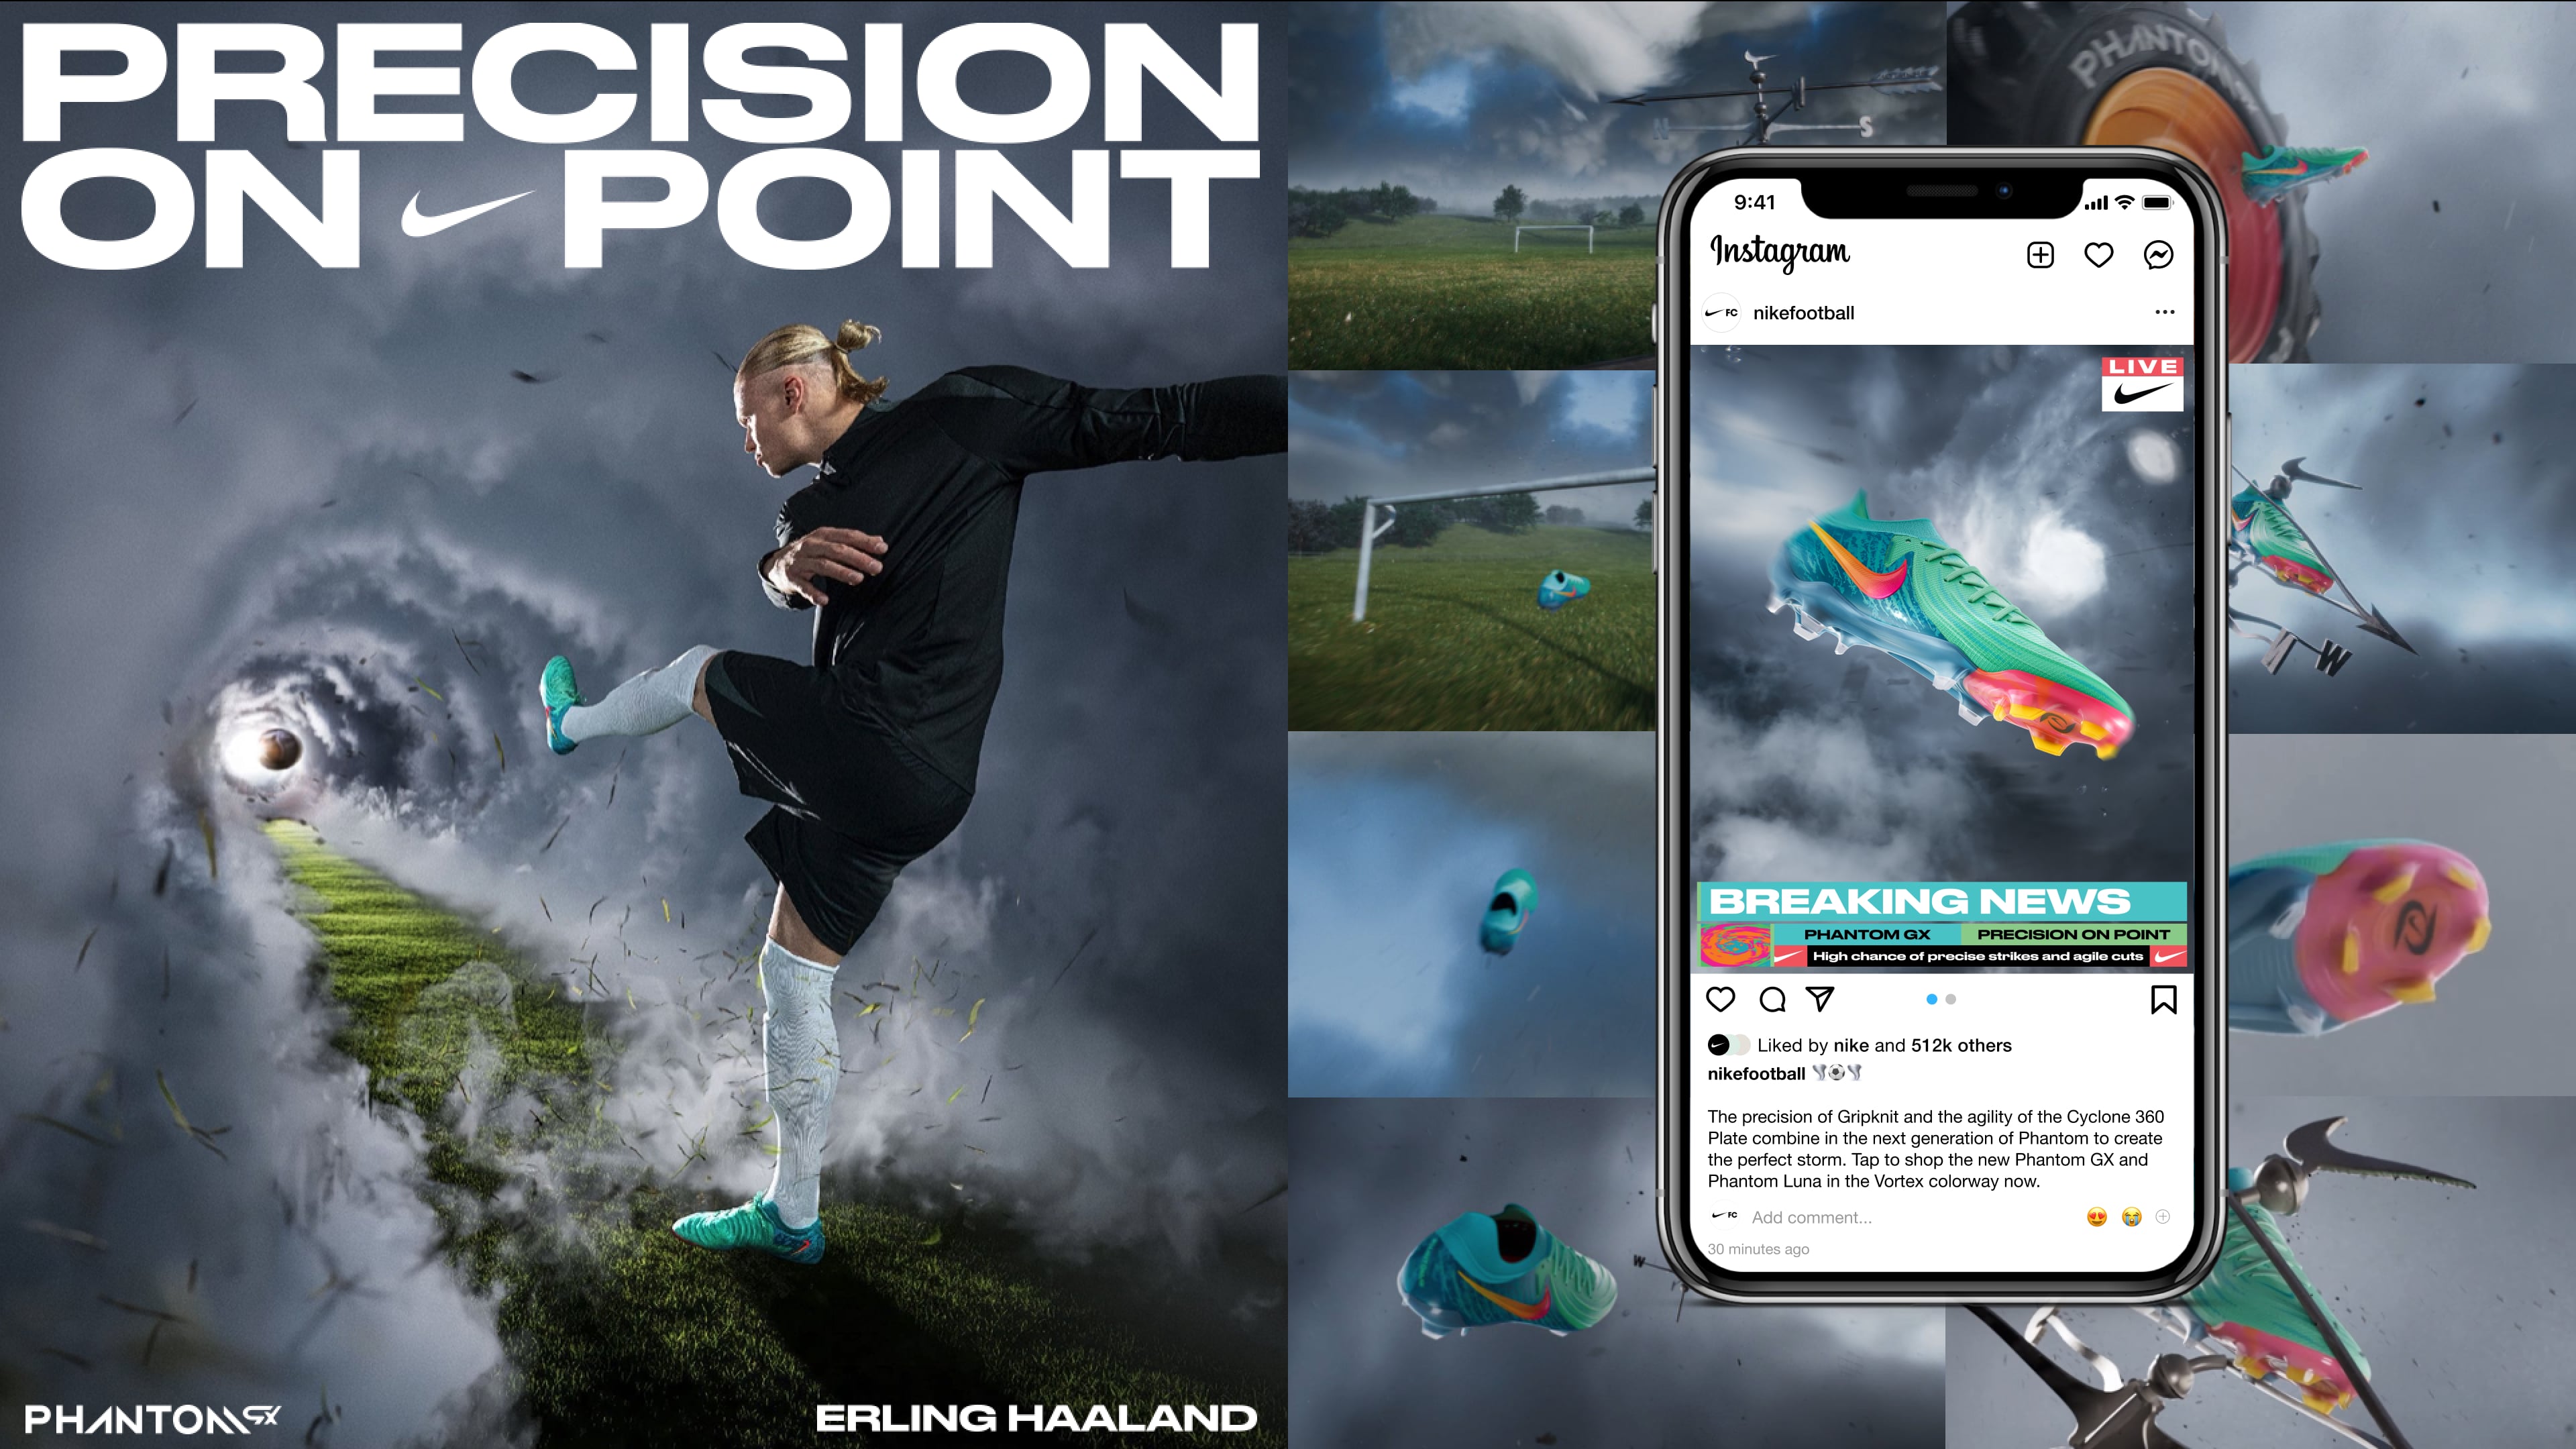 PRECISION
ON POINT
PHANTOM GX
ERLING HAALAND
N S
PHANTOM
9:41
Instagram
FC nikefootball
LIVE
BREAKING NEWS
PHANTOM GX PRECISION ON POINT
High chance of precise strikes and agile cuts
Liked by nike and 512k others
nikefootball 🌪️⚽🌪️
The precision of Gripknit and the agility of the Cyclone 360
Plate combine in the next generation of Phantom to create
the perfect storm. Tap to shop the new Phantom GX and
Phantom Luna in the Vortex colorway now.
FC Add comment...
30 minutes ago
W
W